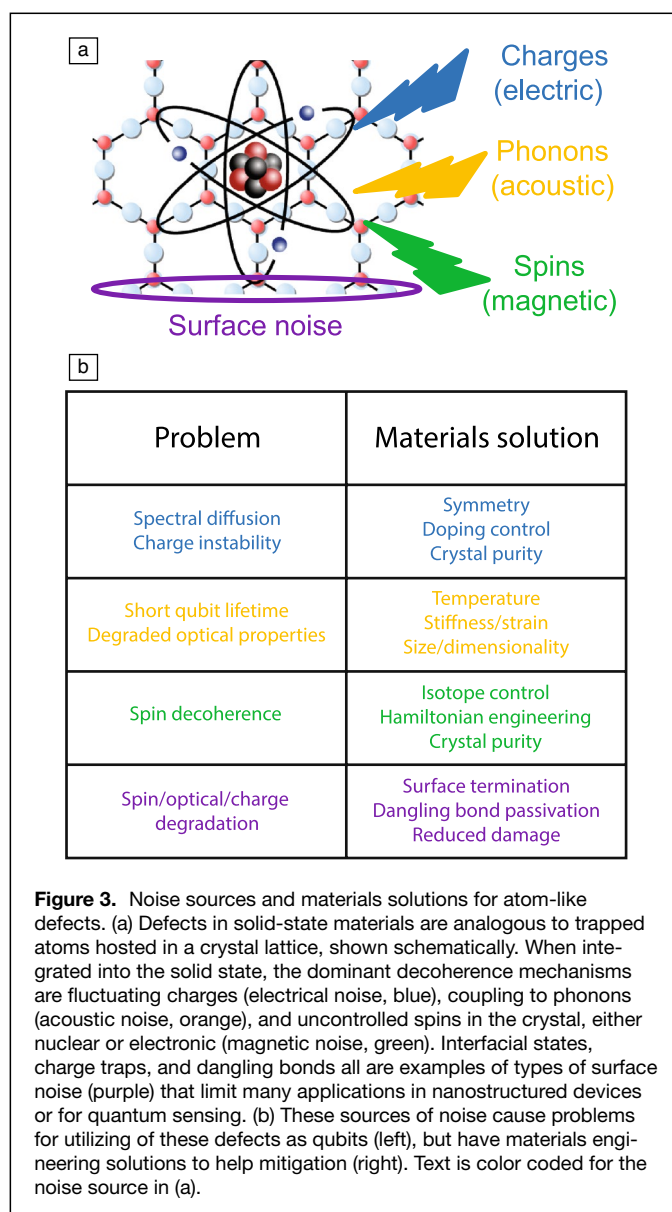 a
Charges
(electric)
Phonons
(acoustic)
Spins
(magnetic)
Surface noise
b
Problem
Materials solution
Spectral diffusion
Charge instability
Symmetry
Doping control
Crystal purity
Short qubit lifetime
Degraded optical properties
Temperature
Stiffness/strain
Size/dimensionality
Spin decoherence
Isotope control
Hamiltonian engineering
Crystal purity
Spin/optical/charge
degradation
Surface termination
Dangling bond passivation
Reduced damage
Figure 3. Noise sources and materials solutions for atom-like
defects. (a) Defects in solid-state materials are analogous to trapped
atoms hosted in a crystal lattice, shown schematically. When inte-
grated into the solid state, the dominant decoherence mechanisms
are fluctuating charges (electrical noise, blue), coupling to phonons
(acoustic noise, orange), and uncontrolled spins in the crystal, either
nuclear or electronic (magnetic noise, green). Interfacial states,
charge traps, and dangling bonds all are examples of types of surface
noise (purple) that limit many applications in nanostructured devices
or for quantum sensing. (b) These sources of noise cause problems
for utilizing of these defects as qubits (left), but have materials engi-
neering solutions to help mitigation (right). Text is color coded for the
noise source in (a).